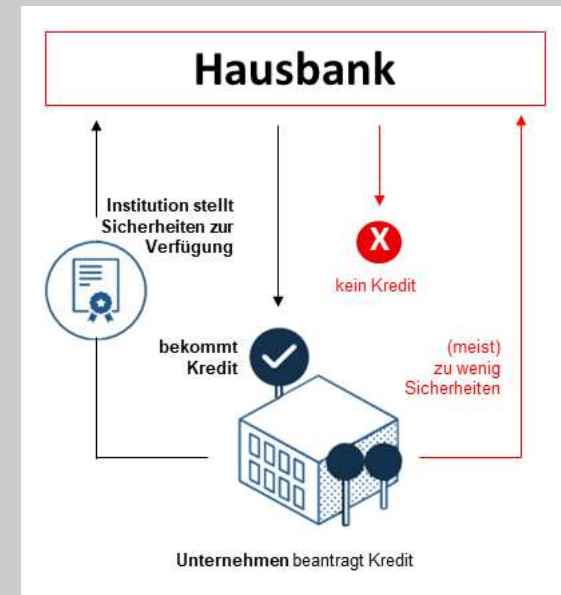 Hausbank
Institution stellt
Sicherheiten zur
Verfügung
X
kein Kredit
bekommt
Kredit
(meist)
zu wenig
Sicherheiten
Unternehmen beantragt Kredit